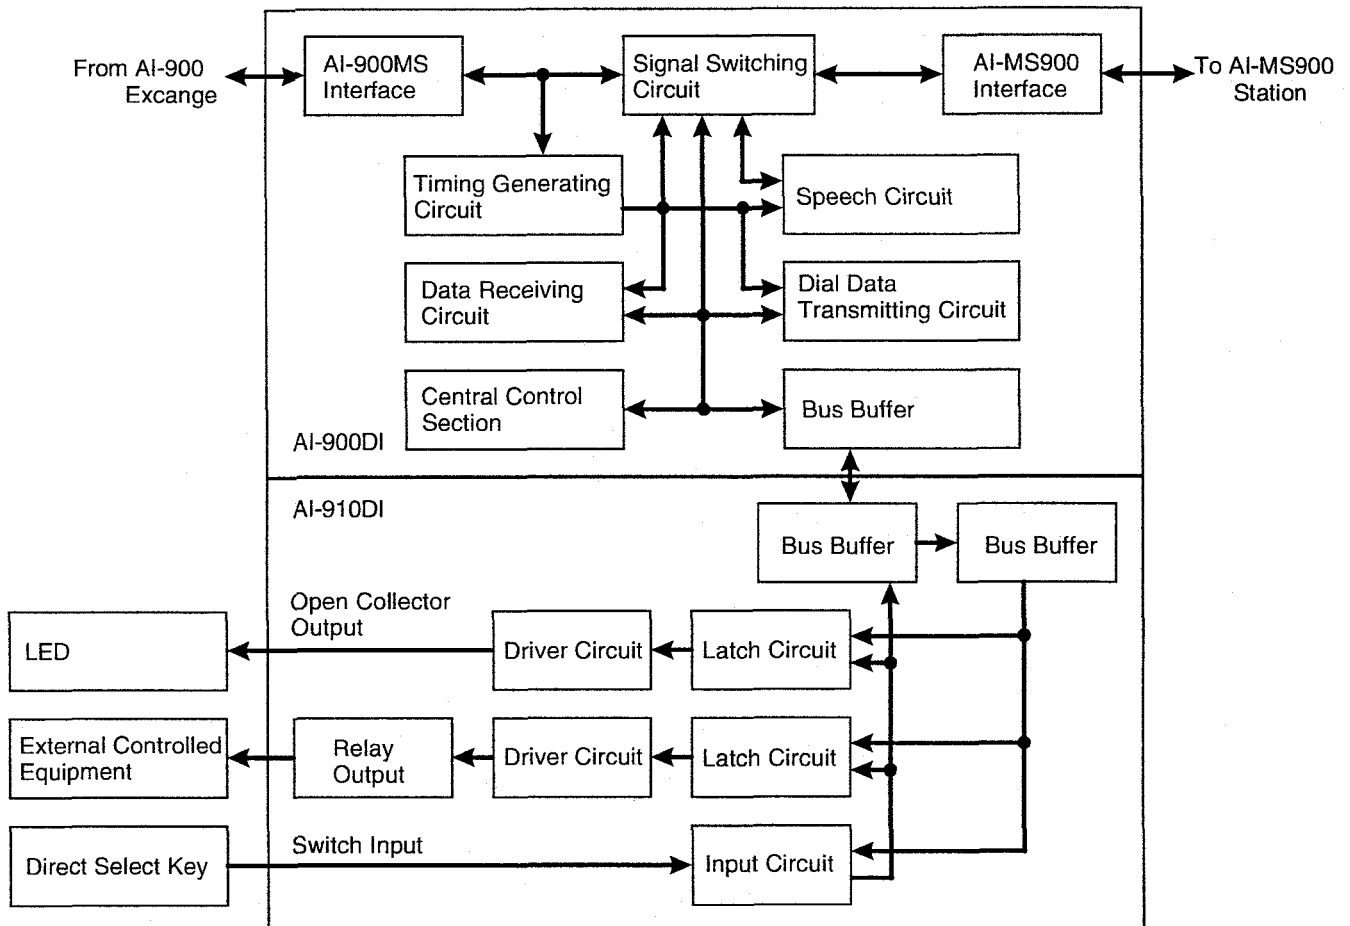 From AI-900
Excange
AI-900MS
Interface
Signal Switching
Circuit
AI-MS900
Interface
To AI-MS900
Station
Timing Generating
Circuit
Speech Circuit
Data Receiving
Circuit
Dial Data
Transmitting Circuit
Central Control
Section
Bus Buffer
AI-900DI
AI-910DI
Bus Buffer
Bus Buffer
Open Collector
Output
LED
Driver Circuit
Latch Circuit
External Controlled
Equipment
Relay
Output
Driver Circuit
Latch Circuit
Switch Input
Direct Select Key
Input Circuit